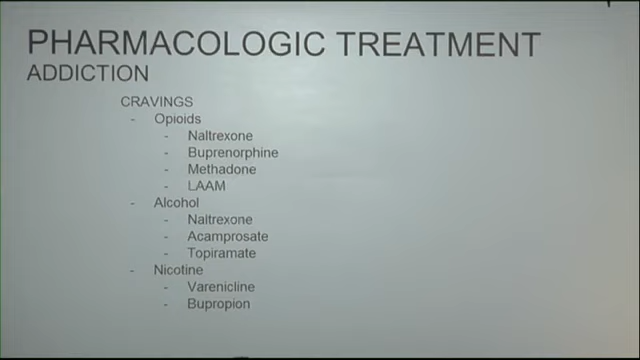 PHARMACOLOGIC TREATMENT
ADDICTION
CRAVINGS
- Opioids
- Naltrexone
- Buprenorphine
- Methadone
- LAAM
- Alcohol
- Naltrexone
- Acamprosate
- Topiramate
- Nicotine
- Varenicline
- Bupropion